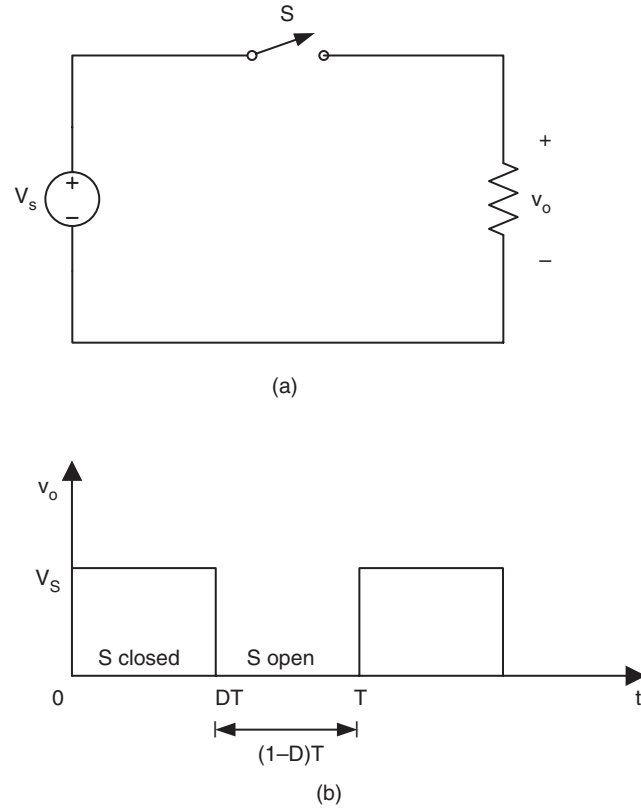 S
+
V_s
+
–
v_o
–
(a)
v_o
V_S
S closed
S open
0
DT
T
t
(1–D)T
(b)